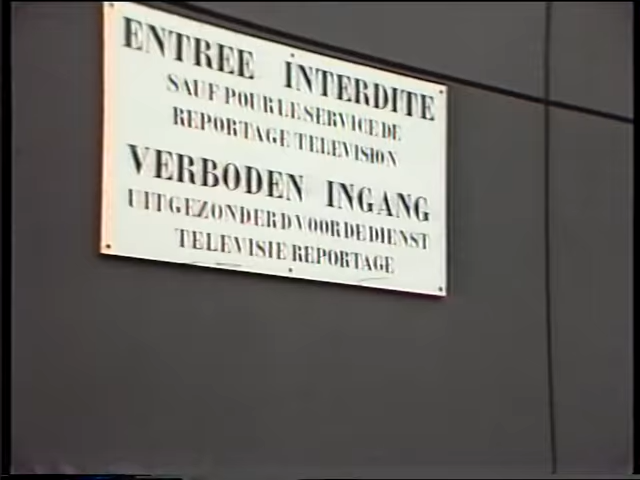 ENTREE INTERDITE
SAUF POUR LE SERVICE DE
REPORTAGE TELEVISION
VERBODEN INGANG
UITGEZONDERD VOOR DE DIENST
TELEVISIE REPORTAGE